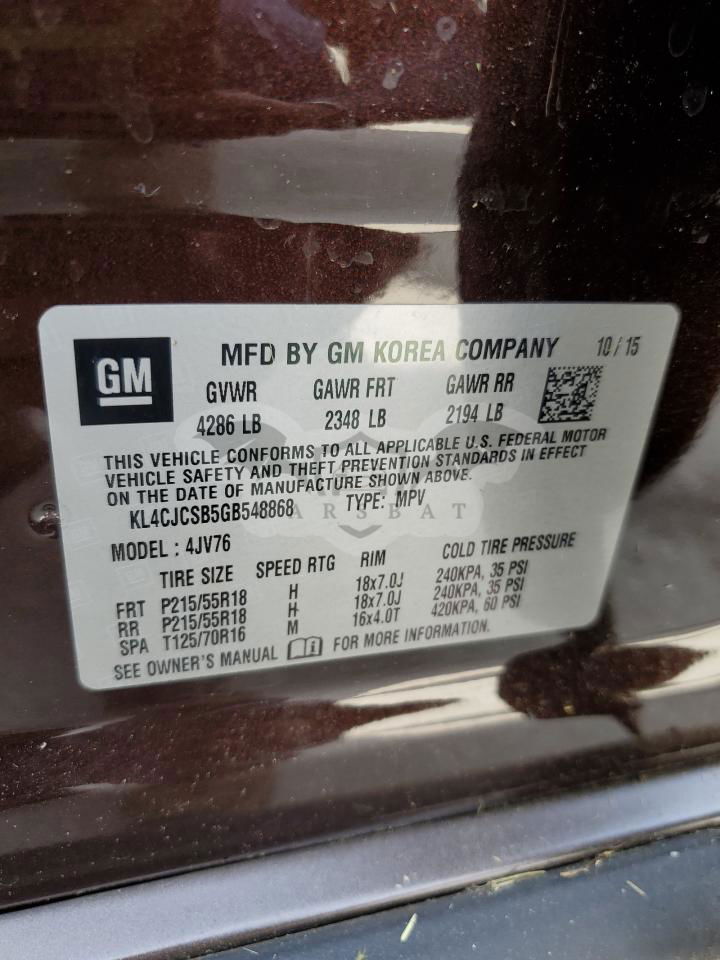 GM
MFD BY GM KOREA COMPANY 10/15
GVWR GAWR FRT GAWR RR
4286 LB 2348 LB 2194 LB
THIS VEHICLE CONFORMS TO ALL APPLICABLE U.S. FEDERAL MOTOR
VEHICLE SAFETY AND THEFT PREVENTION STANDARDS IN EFFECT
ON THE DATE OF MANUFACTURE SHOWN ABOVE.
KL4CJCSB5GB548868 TYPE: MPV
ARSBAT
MODEL : 4JV76
TIRE SIZE SPEED RTG RIM COLD TIRE PRESSURE
FRT P215/55R18 H 18x7.0J 240KPA, 35 PSI
RR P215/55R18 H 18x7.0J 240KPA, 35 PSI
SPA T125/70R16 M 16x4.0T 420KPA, 60 PSI
SEE OWNER'S MANUAL FOR MORE INFORMATION.